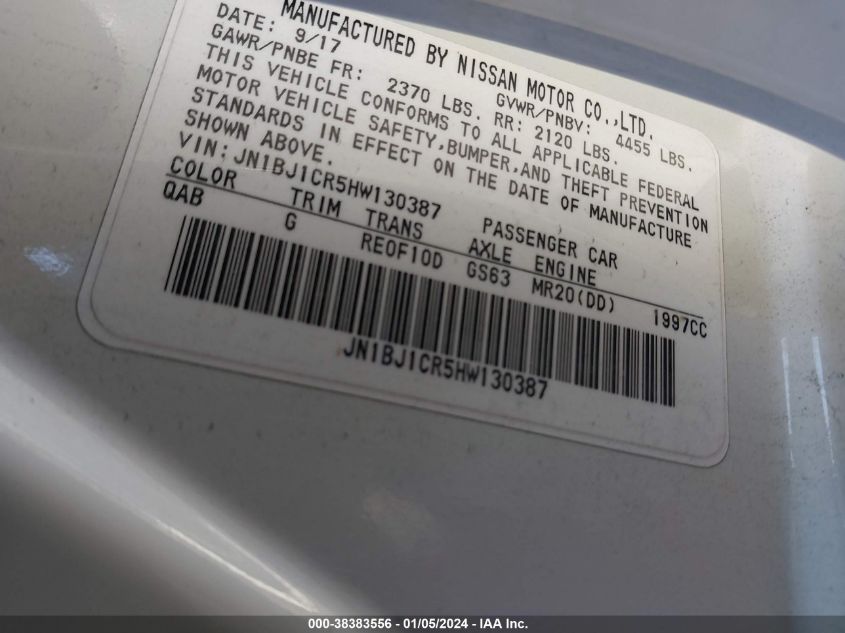 MANUFACTURED BY NISSAN MOTOR CO.,LTD.
DATE: 9/17 GVWR/PNBV: 4455 LBS.
GAWR/PNBE FR: 2370 LBS. RR: 2120 LBS.
THIS VEHICLE CONFORMS TO ALL APPLICABLE FEDERAL
MOTOR VEHICLE SAFETY,BUMPER,AND THEFT PREVENTION
STANDARDS IN EFFECT ON THE DATE OF MANUFACTURE
SHOWN ABOVE.
VIN: JN1BJ1CR5HW130387 PASSENGER CAR
COLOR TRIM TRANS AXLE ENGINE
QAB G RE0F10D GS63 MR20(DD) 1997CC
JN1BJ1CR5HW130387
000-38383556 - 01/05/2024 - IAA Inc.